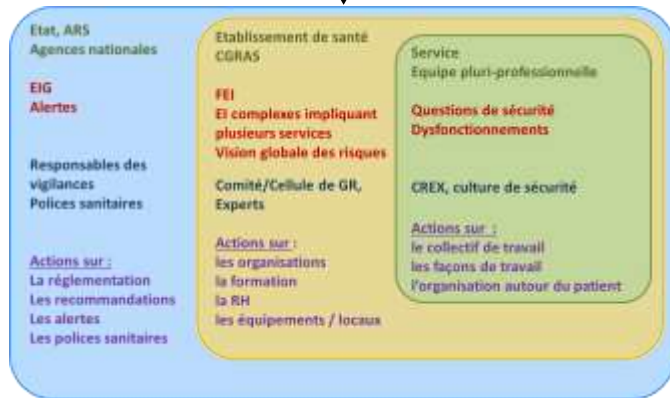 Etat, ARS
Agences nationales
EIG
Alertes
Responsables des
vigilances
Polices sanitaires
Actions sur :
La réglementation
Les recommandations
Les alertes
Les polices sanitaires
Etablissement de santé
CGRAS
FEI
EI complexes impliquant
plusieurs services
Vision globale des risques
Comité/Cellule de GR,
Experts
Actions sur :
les organisations
la formation
la RH
les équipements / locaux
Service
Equipe pluri-professionnelle
Questions de sécurité
Dysfonctionnements
CREX, culture de sécurité
Actions sur :
le collectif de travail
les façons de travail
l'organisation autour du patient